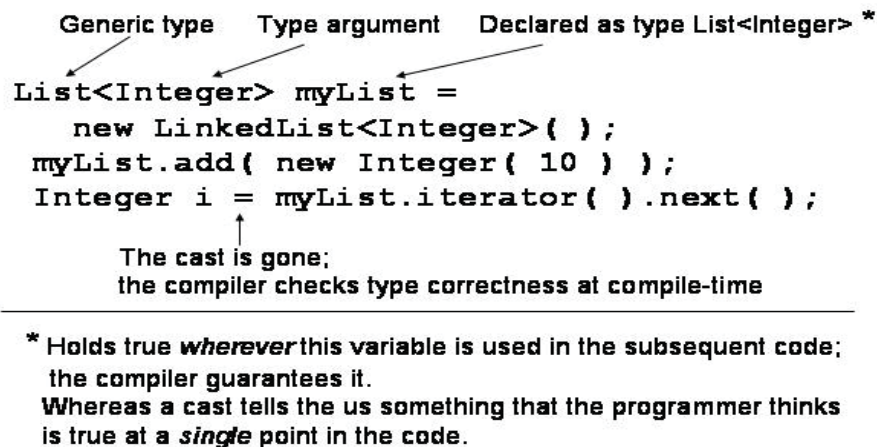 Generic type Type argument Declared as type List<Integer> *
List<Integer> myList =
new LinkedList<Integer>( );
myList.add( new Integer( 10 ) );
Integer i = myList.iterator( ).next( );
The cast is gone;
the compiler checks type correctness at compile-time
* Holds true wherever this variable is used in the subsequent code;
the compiler guarantees it.
Whereas a cast tells the us something that the programmer thinks
is true at a single point in the code.